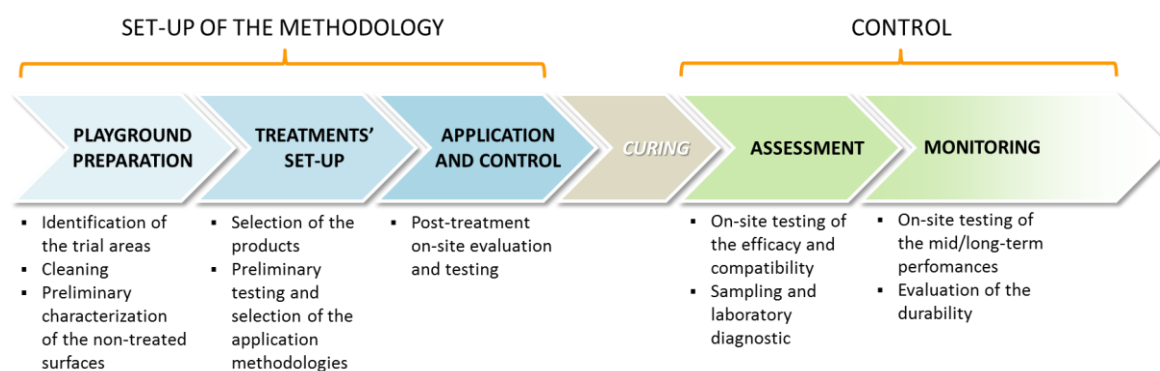 SET-UP OF THE METHODOLOGY
CONTROL
PLAYGROUND
PREPARATION
TREATMENTS'
SET-UP
APPLICATION
AND CONTROL
CURING
ASSESSMENT
MONITORING
▪ Identification of
the trial areas
▪ Cleaning
▪ Preliminary
characterization
of the non-treated
surfaces
▪ Selection of the
products
▪ Preliminary
testing and
selection of the
application
methodologies
▪ Post-treatment
on-site evaluation
and testing
▪ On-site testing of
the efficacy and
compatibility
▪ Sampling and
laboratory
diagnostic
▪ On-site testing of
the mid/long-term
perfomances
▪ Evaluation of the
durability